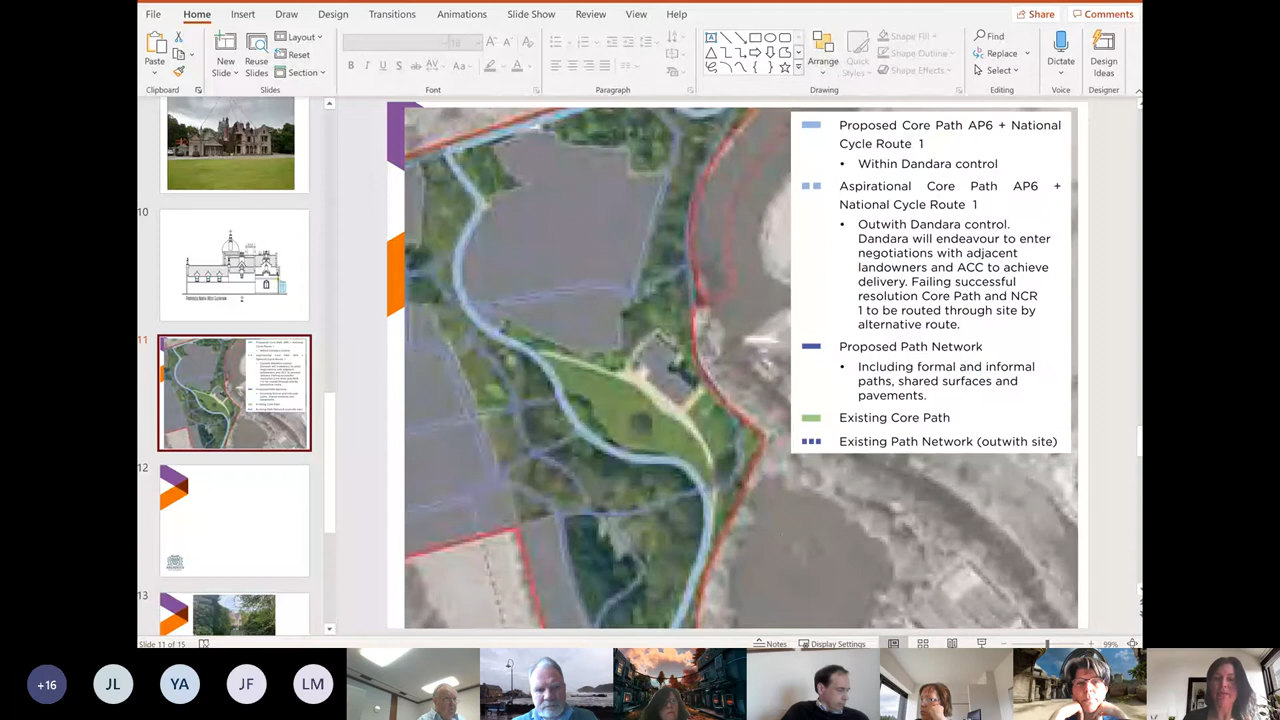 File Home Insert Draw Design Transitions Animations Slide Show Review View Help Share Comments
Paste
Clipboard
New Slide
Reuse Slides
Layout
Reset
Section
Slides
Font
Paragraph
Arrange
Quick Styles
Shape Fill
Shape Outline
Shape Effects
Drawing
Find
Replace
Select
Editing
Dictate
Voice
Design Ideas
Designer
10
11
12
13
Proposed Core Path AP6 + National
Cycle Route 1
• Within Dandara control
Aspirational Core Path AP6 +
National Cycle Route 1
• Outwith Dandara control.
Dandara will endeavour to enter
negotiations with adjacent
landowners and ACC to achieve
delivery. Failing successful
resolution Core Path and NCR
1 to be routed through site by
alternative route.
Proposed Path Network
• Including formal and informal
paths, shared surfaces and
pavements.
Existing Core Path
Existing Path Network (outwith site)
Slide 11 of 15
Notes Display Settings 99%
+16 JL YA JF LM